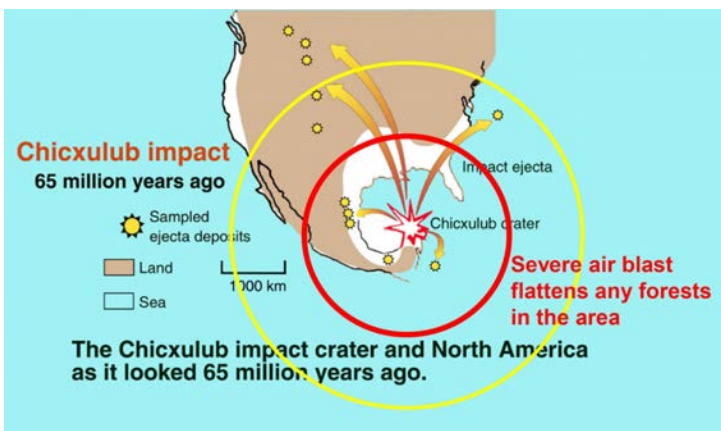 Chicxulub impact
65 million years ago
Sampled
ejecta deposits
Land
Sea
1000 km
Impact ejecta
Chicxulub crater
Severe air blast
flattens any forests
in the area
The Chicxulub impact crater and North America
as it looked 65 million years ago.